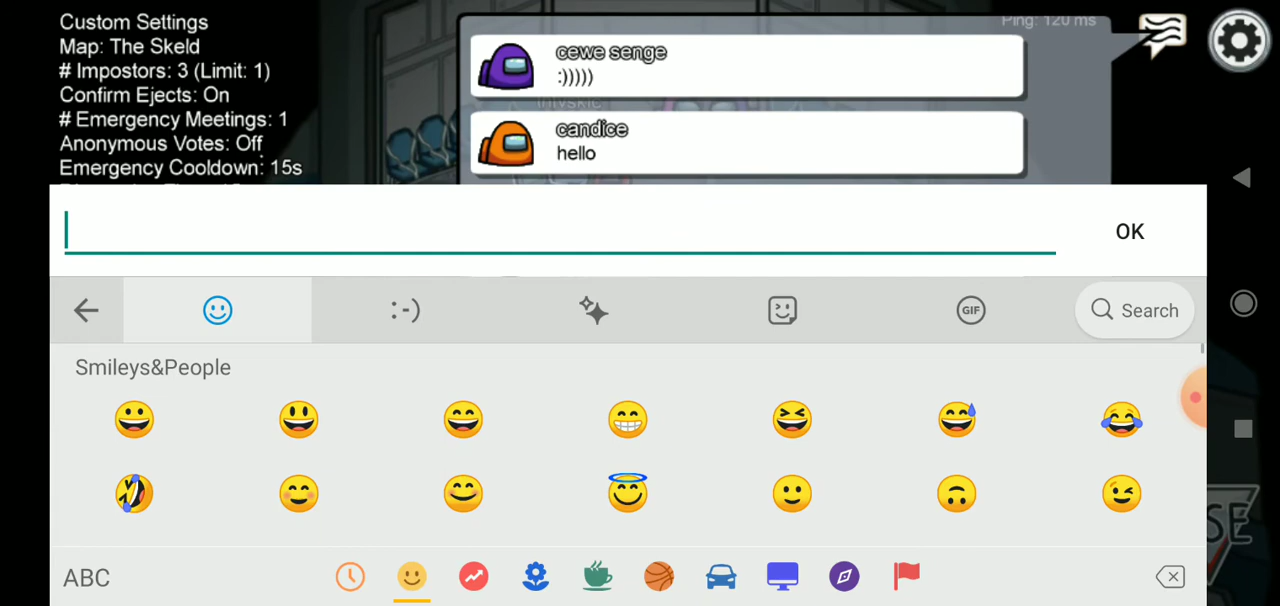 Custom Settings
Map: The Skeld
# Impostors: 3 (Limit: 1)
Confirm Ejects: On
# Emergency Meetings: 1
Anonymous Votes: Off
Emergency Cooldown: 15s
Ping: 120 ms
cewe senge
:)))))
candice
hello
OK
:-)
GIF
Search
Smileys&People
ABC